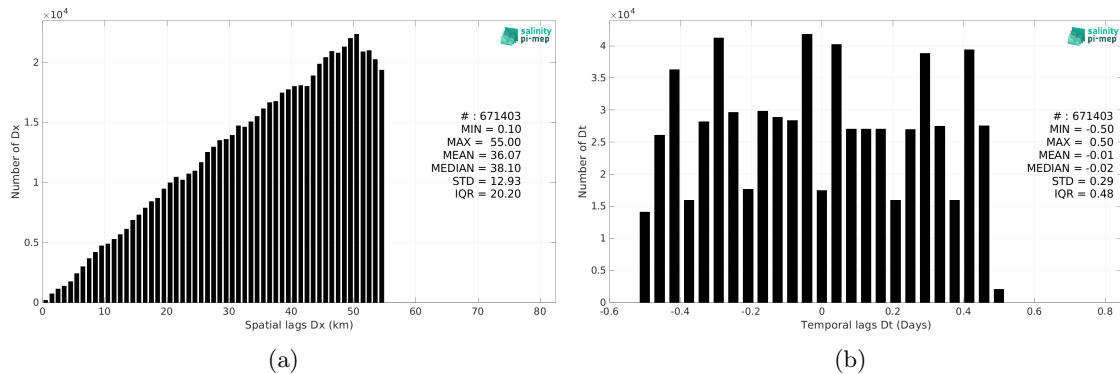 ×10⁴
2
1.5
1
0.5
0
Number of Dx
0 10 20 30 40 50 60 70 80
Spatial lags Dx (km)
salinity
pi-mep
# : 671403
MIN = 0.10
MAX = 55.00
MEAN = 36.07
MEDIAN = 38.10
STD = 12.93
IQR = 20.20
(a)
×10⁴
4
3.5
3
2.5
2
1.5
1
0.5
0
Number of Dt
-0.6 -0.4 -0.2 0 0.2 0.4 0.6 0.8
Temporal lags Dt (Days)
salinity
pi-mep
# : 671403
MIN = -0.50
MAX = 0.50
MEAN = -0.01
MEDIAN = -0.02
STD = 0.29
IQR = 0.48
(b)